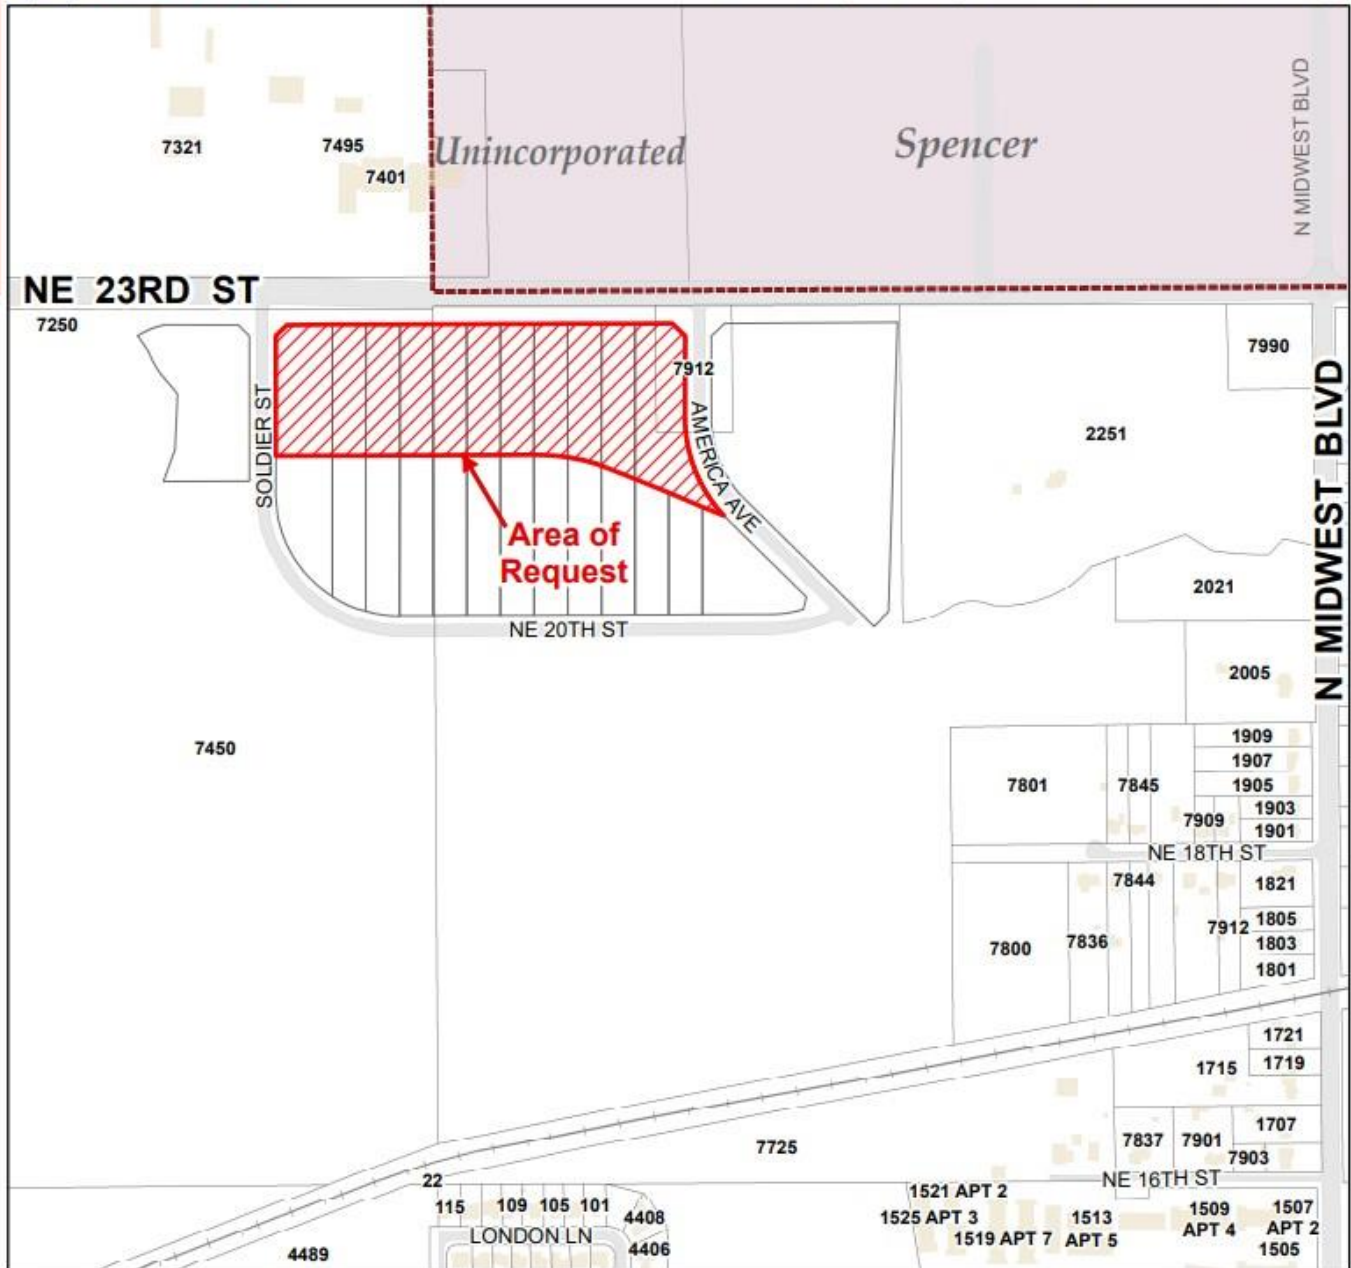 N MIDWEST BLVD
Unincorporated
Spencer
7321
7495
7401
NE 23RD ST
7250
7912
7990
SOLDIER ST
AMERICA AVE
N MIDWEST BLVD
2251
Area of
Request
2021
NE 20TH ST
2005
7450
1909
1907
7801
7845
1905
1903
7909
1901
NE 18TH ST
7844
1821
1805
7912
7836
1803
7800
1801
1721
1719
1715
1707
7725
7837
7901
7903
22
NE 16TH ST
115
109
105
101
4408
1521 APT 2
1525 APT 3
1519 APT 7
1513
APT 5
1509
APT 4
1507
APT 2
1505
LONDON LN
4406
4489